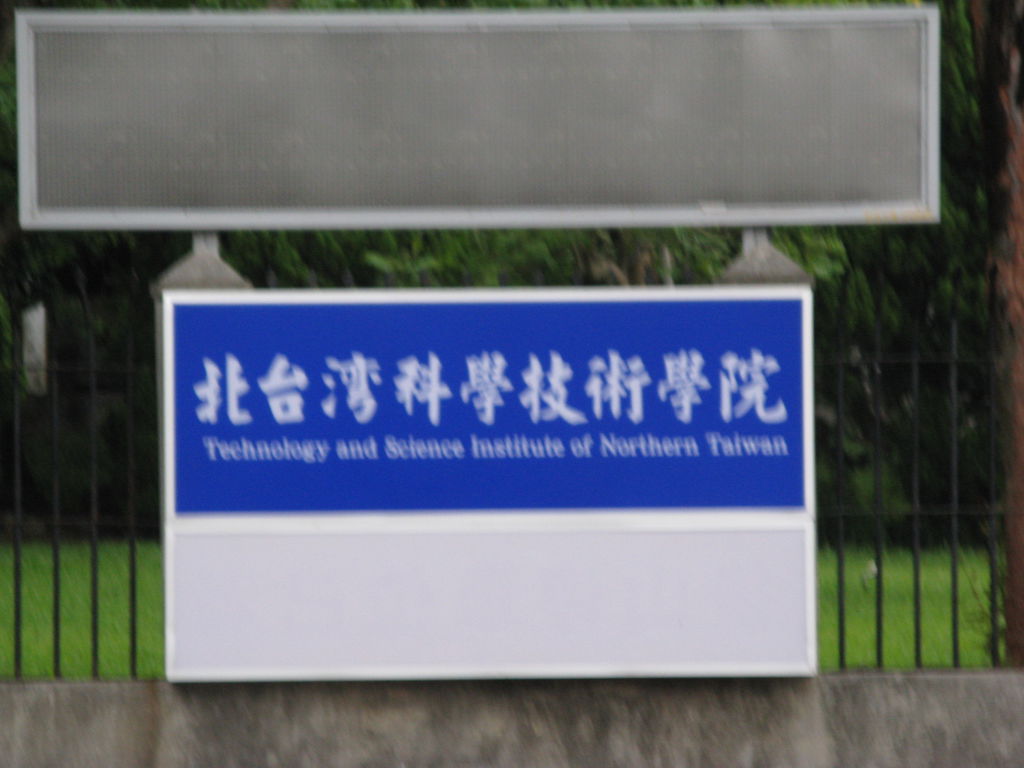 北台湾科學技術學院
Technology and Science Institute of Northern Taiwan